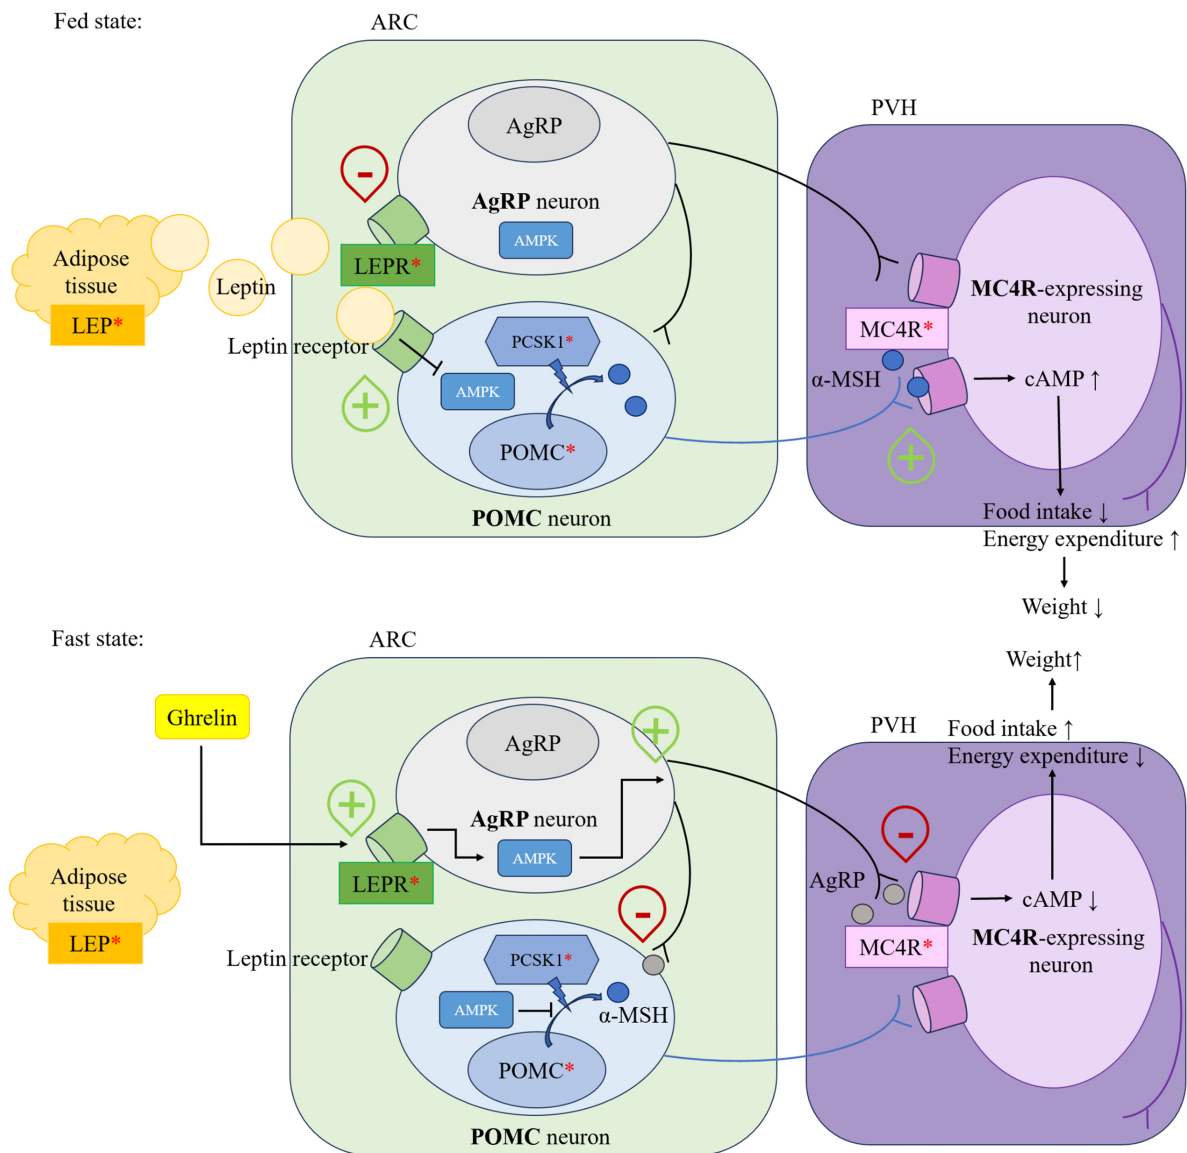 Fed state:
ARC
AgRP
PVH
-
AgRP neuron
AMPK
Adipose
tissue
LEP*
Leptin
LEPR*
MC4R-expressing
neuron
MC4R*
Leptin receptor
PCSK1*
AMPK
α-MSH
cAMP ↑
+
+
POMC*
POMC neuron
Food intake ↓
Energy expenditure ↑
Weight ↓
Fast state:
ARC
Weight↑
Ghrelin
AgRP
+
PVH
Food intake ↑
Energy expenditure ↓
+
AgRP neuron
AMPK
-
Adipose
tissue
LEP*
LEPR*
AgRP
cAMP ↓
-
MC4R*
MC4R-expressing
neuron
Leptin receptor
PCSK1*
AMPK
α-MSH
POMC*
POMC neuron